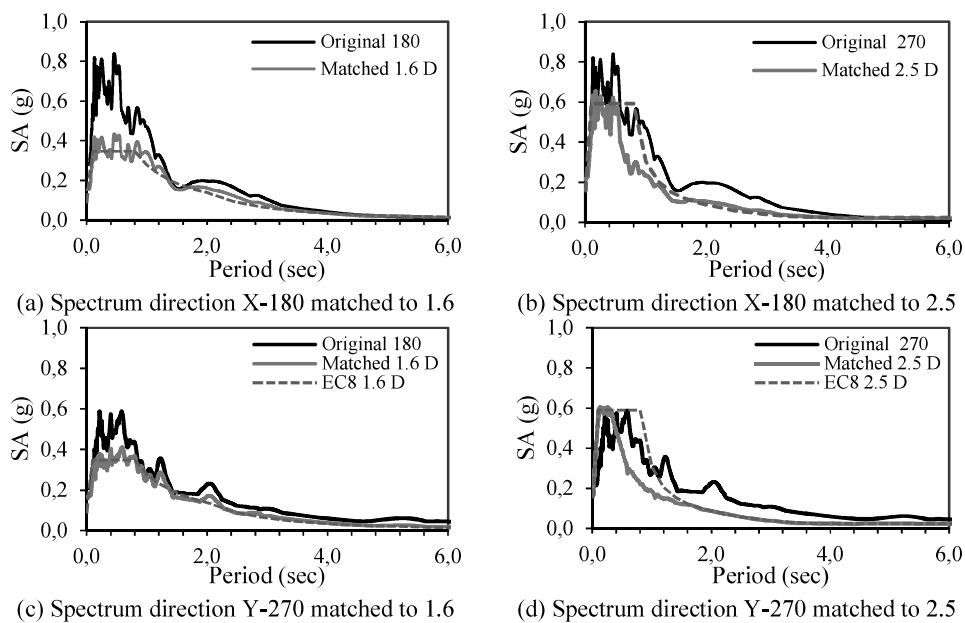 1,0
0,8
0,6
0,4
0,2
0,0
SA (g)
Original 180
Matched 1.6 D
0,0 2,0 4,0 6,0
Period (sec)
(a) Spectrum direction X-180 matched to 1.6
1,0
0,8
0,6
0,4
0,2
0,0
SA (g)
Original 270
Matched 2.5 D
0,0 2,0 4,0 6,0
Period (sec)
(b) Spectrum direction X-180 matched to 2.5
1,0
0,8
0,6
0,4
0,2
0,0
SA (g)
Original 180
Matched 1.6 D
EC8 1.6 D
0,0 2,0 4,0 6,0
Period (sec)
(c) Spectrum direction Y-270 matched to 1.6
1,0
0,8
0,6
0,4
0,2
0,0
SA (g)
Original 270
Matched 2.5 D
EC8 2.5 D
0,0 2,0 4,0 6,0
Period (sec)
(d) Spectrum direction Y-270 matched to 2.5